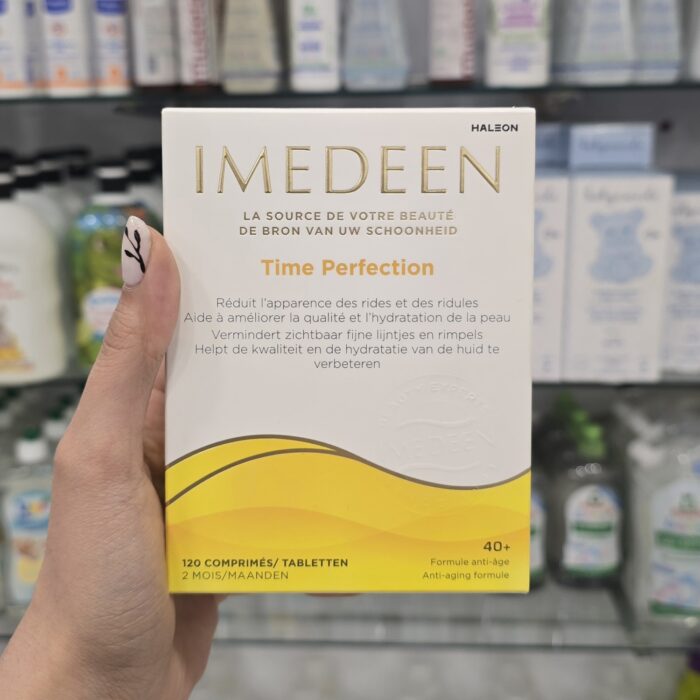 HALEON
IMEDEEN
LA SOURCE DE VOTRE BEAUTÉ
DE BRON VAN UW SCHOONHEID
Time Perfection
Réduit l'apparence des rides et des ridules
Aide à améliorer la qualité et l'hydratation de la peau
Vermindert zichtbaar fijne lijntjes en rimpels
Helpt de kwaliteit en de hydratatie van de huid te
verbeteren
IMEDEEN
120 COMPRIMÉS/ TABLETTEN
2 MOIS/MAANDEN
40+
Formule anti-âge
Anti-aging formule